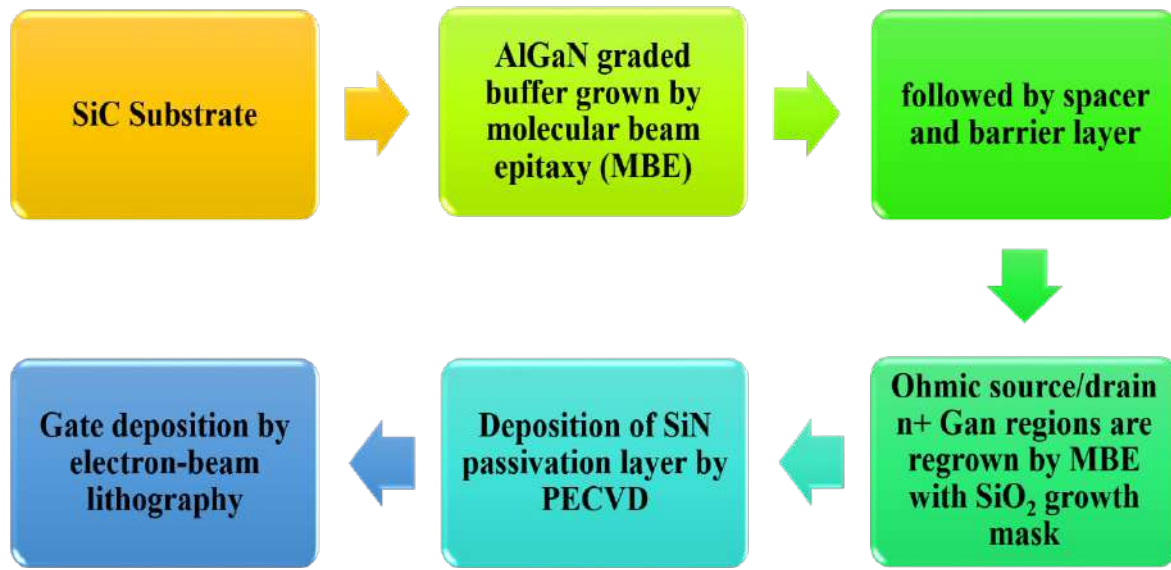 SiC Substrate
AlGaN graded
buffer grown by
molecular beam
epitaxy (MBE)
followed by spacer
and barrier layer
Ohmic source/drain
n+ Gan regions are
regrown by MBE
with SiO₂ growth
mask
Deposition of SiN
passivation layer by
PECVD
Gate deposition by
electron-beam
lithography